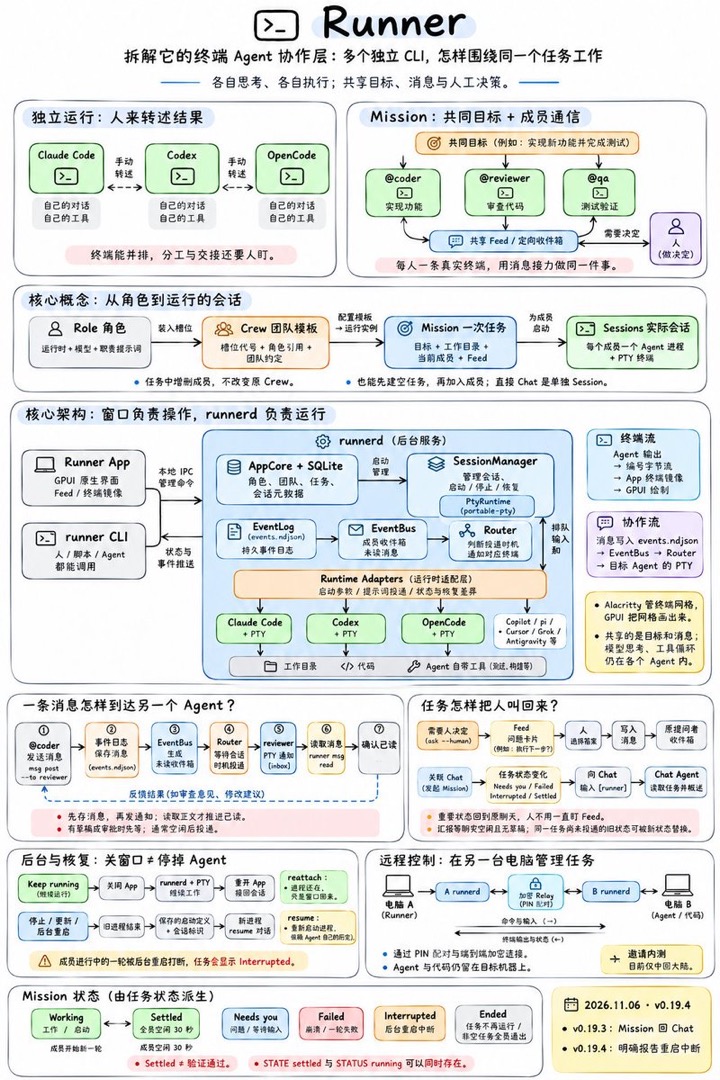 Runner
拆解它的终端 Agent 协作层：多个独立 CLI，怎样围绕同一个任务工作
各自思考、各自执行；共享目标、消息与人工决策。
独立运行：人来转述结果
Claude Code
手动
转述
Codex
手动
转述
OpenCode
自己的对话
自己的工具
自己的对话
自己的工具
自己的对话
自己的工具
终端能并排，分工与交接还要人盯。
Mission：共同目标 + 成员通信
共同目标（例如：实现新功能并完成测试）
@coder
实现功能
@reviewer
审查代码
@qa
测试验证
共享 Feed / 定向收件箱
需要决定
人
（做决定）
每人一条真实终端，用消息接力做同一件事。
核心概念：从角色到运行的会话
Role 角色
运行时 + 模型 + 职责提示词
装入槽位
Crew 团队模板
槽位代号 + 角色引用 +
团队约定
配置模板
→ 运行实例
Mission 一次任务
目标 + 工作目录 +
当前成员 + Feed
为成员
启动
Sessions 实际会话
每个成员一个 Agent 进程
+ PTY 终端
• 任务中增删成员，不改变原 Crew。
• 也能先建空任务，再加入成员；直接 Chat 是单独 Session。
核心架构：窗口负责操作，runnerd 负责运行
Runner App
GPUI 原生界面
Feed / 终端镜像
runner CLI
人 / 脚本 / Agent
都能调用
本地 IPC
管理命令
状态与
事件推送
runnerd（后台服务）
AppCore + SQLite
角色、团队、任务、
会话元数据
启动
管理
SessionManager
管理会话、
启动 / 停止 / 恢复
PtyRuntime
(portable-pty)
EventLog
(events.ndjson)
持久事件日志
EventBus
成员收件箱
未读消息
Router
判断投递时机
通知对应终端
排队
输入
Runtime Adapters（运行时适配层）
启动参数 / 提示词投递 / 状态与恢复差异
Claude Code
+ PTY
Codex
+ PTY
OpenCode
+ PTY
Copilot / pi /
• Cursor / Grok /
Antigravity 等
工作目录
代码
Agent 自带工具
终端流
Agent 输出
→ 编号字节流
→ App 终端镜像
→ GPUI 绘制
协作流
消息写入 events.ndjson
→ EventBus → Router
→ 目标 Agent 的 PTY
• Alacritty 管终端网格，
GPUI 把网格画出来。
• 共享的是目标和消息；
模型思考、工具循环
仍在各个 Agent 内。
一条消息怎样到达另一个 Agent？
①
@coder
发送消息
msg post
--to reviewer
②
事件日志
保存消息
(events.ndjson)
③
EventBus
生成
未读收件箱
④
Router
等待会话
时机投递
⑤
reviewer
PTY 通知
[inbox]
⑥
读取消息
runner msg
read
⑦
确认已读
反馈结果（如审查意见、修改建议）
• 先存消息，再发通知；读取正文才推进已读。
• 有草稿或审批时先等；通常空闲后投递。
任务怎样把人叫回来？
需要人决定
(ask --human)
Feed
问题卡片
（例如：执行下一步？）
人
选择答案
写入
消息
原提问者
收件箱
关联 Chat
（发起 Mission）
任务状态变化
Needs you / Failed
Interrupted / Settled
向 Chat
输入 [runner]
Chat Agent
读取任务并概述
• 重要状态回到原聊天，人不用一直盯 Feed。
• 汇报等聊天空闲且无草稿；同一任务尚未投递的旧状态可被新状态替换。
后台与恢复：关窗口 ≠ 停掉 Agent
Keep running
（继续运行）
关闭 App
runnerd + PTY
继续工作
重开 App
接回会话
reattach：
• 进程还在，
只是窗口回来。
停止 / 更新 /
后台重启
旧进程结束
保存的启动定义
+ 会话标识
新进程
resume 对话
resume：
• 重新启动进程，
依赖 Agent 自己的历史。
成员进行中的一轮被后台重启打断，任务会显示 Interrupted。
远程控制：在另一台电脑管理任务
电脑 A
(Runner)
A runnerd
加密 Relay
(PIN 配对)
B runnerd
电脑 B
(Agent / 代码)
命令与输入（→）
终端输出与状态（←）
• 通过 PIN 配对与端到端加密连接。
• Agent 与代码仍留在目标机器上。
邀请内测
Mission 状态（由任务状态派生）
Working
工作 / 启动
Settled
全员空闲 30 秒
Needs you
问题 / 等待输入
Failed
崩溃 / 一轮失败
Interrupted
后台重启中断
Ended
任务不再运行 /
非空任务全员退出
成员开始新一轮
成员空闲 30 秒
• Settled ≠ 验证通过。
• STATE settled 与 STATUS running 可以同时存在。
2026.11.06 · v0.19.4
• v0.19.3：Mission 回 Chat
• v0.19.4：明确报告重启中断